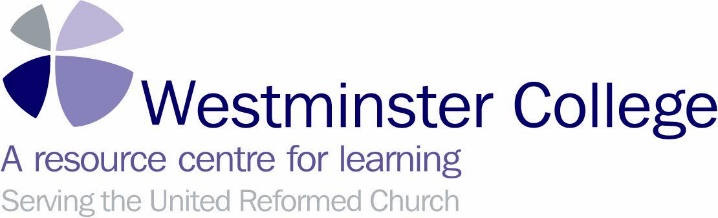 Westminster College
A resource centre for learning
Serving the United Reformed Church